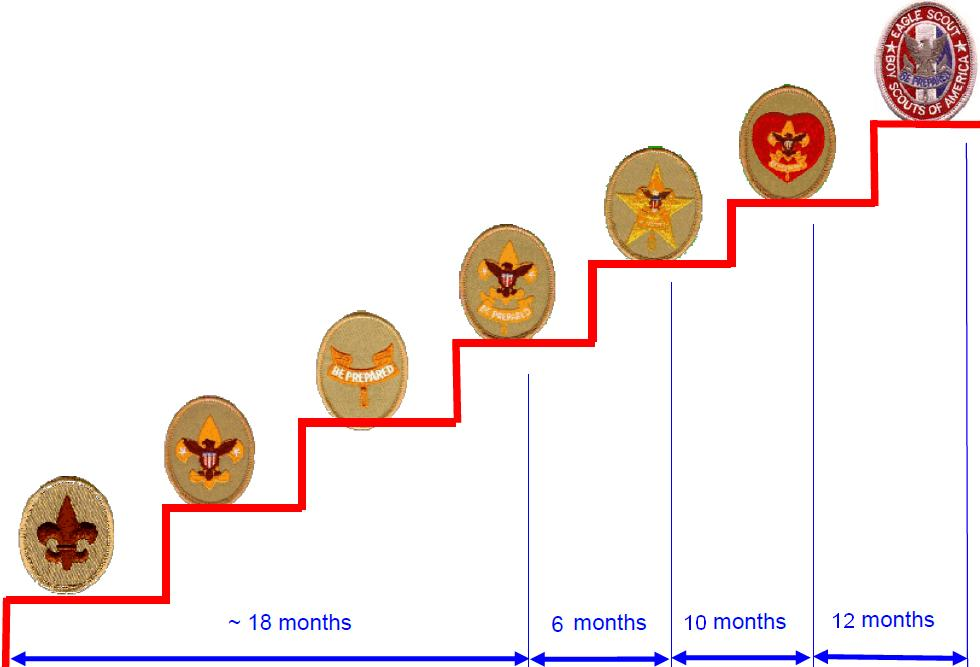 EAGLE SCOUT
BE PREPARED
BOY SCOUTS OF AMERICA
BE PREPARED
BE PREPARED
~ 18 months
6 months
10 months
12 months